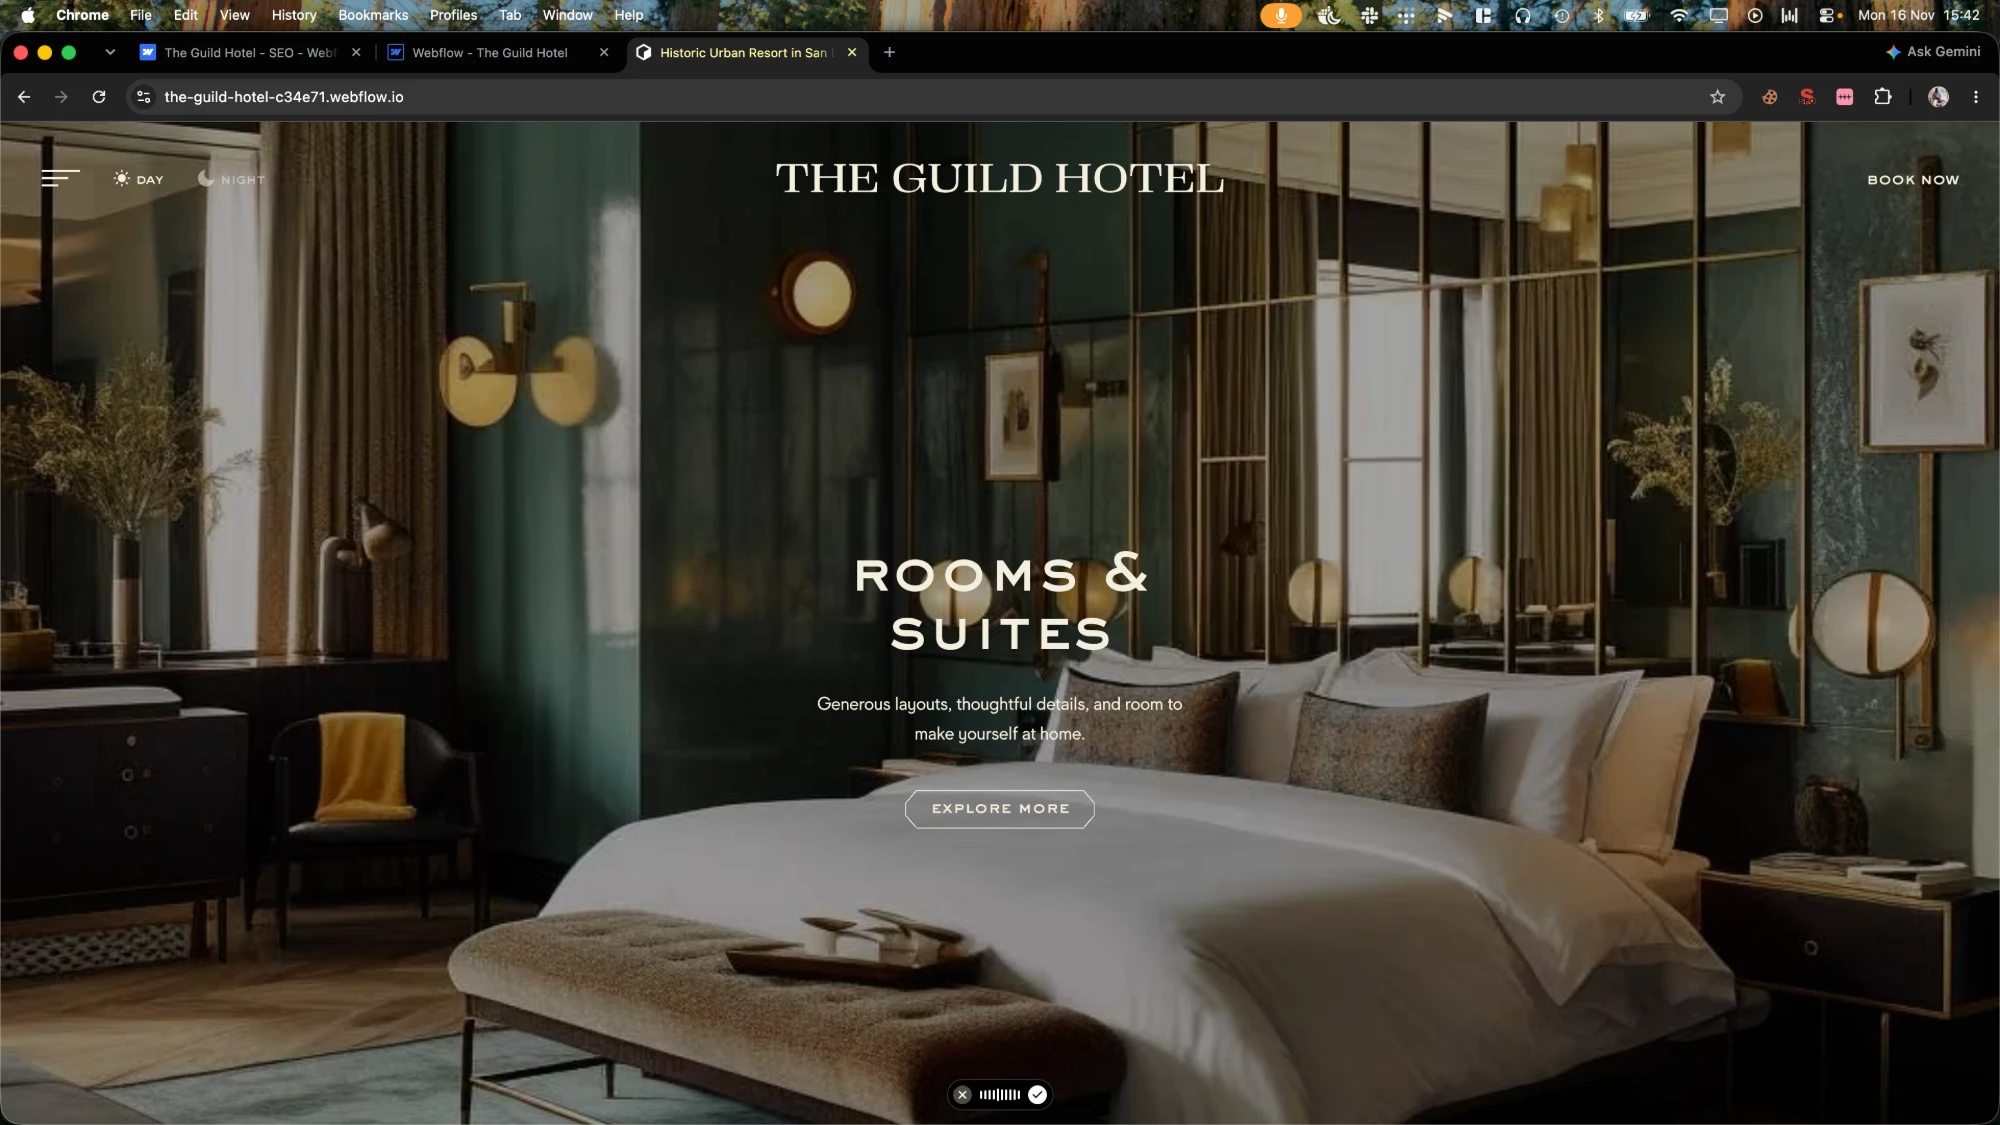 Chrome File Edit View History Bookmarks Profiles Tab Window Help Mon 16 Nov 15:42
The Guild Hotel - SEO - Webf Webflow - The Guild Hotel Historic Urban Resort in San Ask Gemini
the-guild-hotel-c34e71.webflow.io
DAY NIGHT THE GUILD HOTEL BOOK NOW
ROOMS &
SUITES
Generous layouts, thoughtful details, and room to
make yourself at home.
EXPLORE MORE